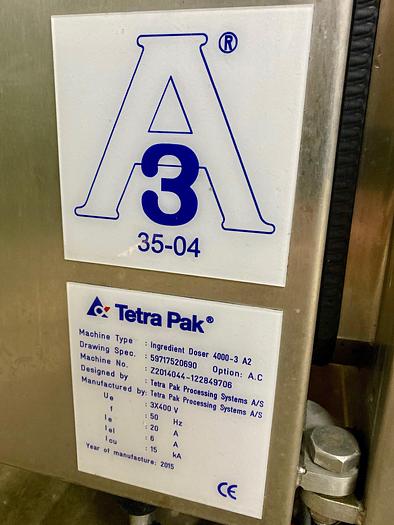 A®
3
35-04
Tetra Pak®
Machine Type : Ingredient Doser 4000-3 A2
Drawing Spec. : 59717520690 Option: A.C
Machine No. : Z2014044-122849706
Designed by : Tetra Pak Processing Systems A/S
Manufactured by: Tetra Pak Processing Systems A/S
Ue : 3X400 V
f : 50 Hz
Ie : 20 A
Iel : 6 A
Icu : 15 kA
Year of manufacture: 2015
CE